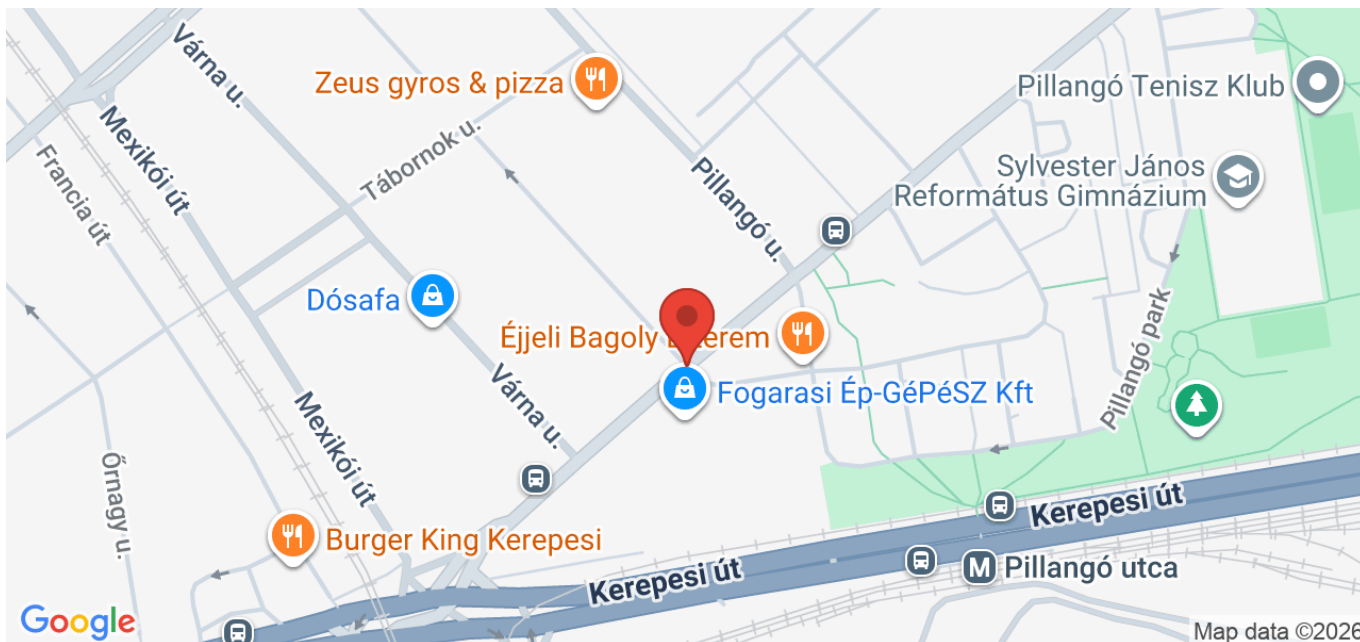 Várna u.
Zeus gyros & pizza
Pillangó Tenisz Klub
Mexikói út
Tábornok u.
Francia út
Pillangó u.
Sylvester János
Református Gimnázium
Dósafa
Éjjeli Bagoly
Pillangó park
Várna u.
Fogarasi Ép-GéPéSZ Kft
Mexikói út
Őrnagy u.
Burger King Kerepesi
Kerepesi út
Kerepesi út
M Pillangó utca
Google
Map data ©2026